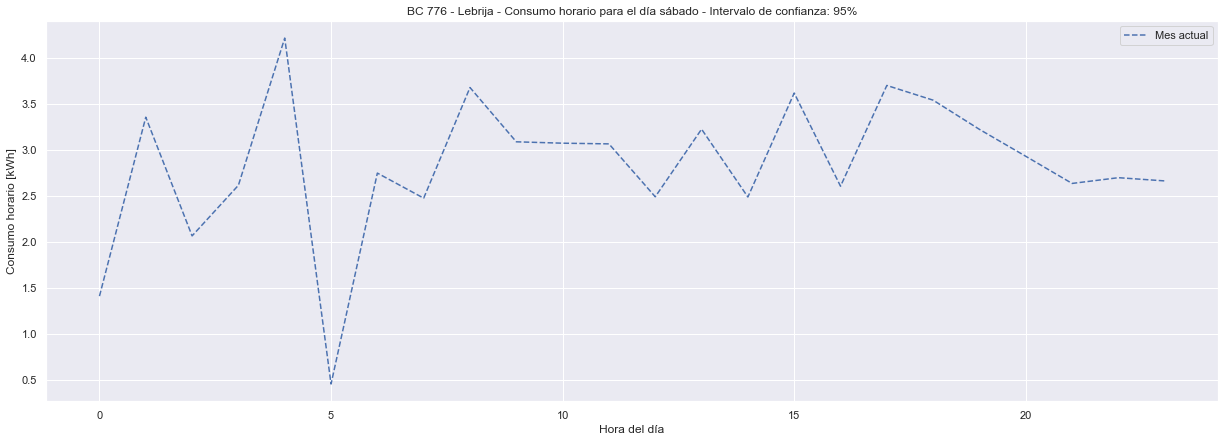 BC 776 - Lebrija - Consumo horario para el día sábado - Intervalo de confianza: 95%
Mes actual
Consumo horario [kWh]
4.0
3.5
3.0
2.5
2.0
1.5
1.0
0.5
0 5 10 15 20
Hora del día